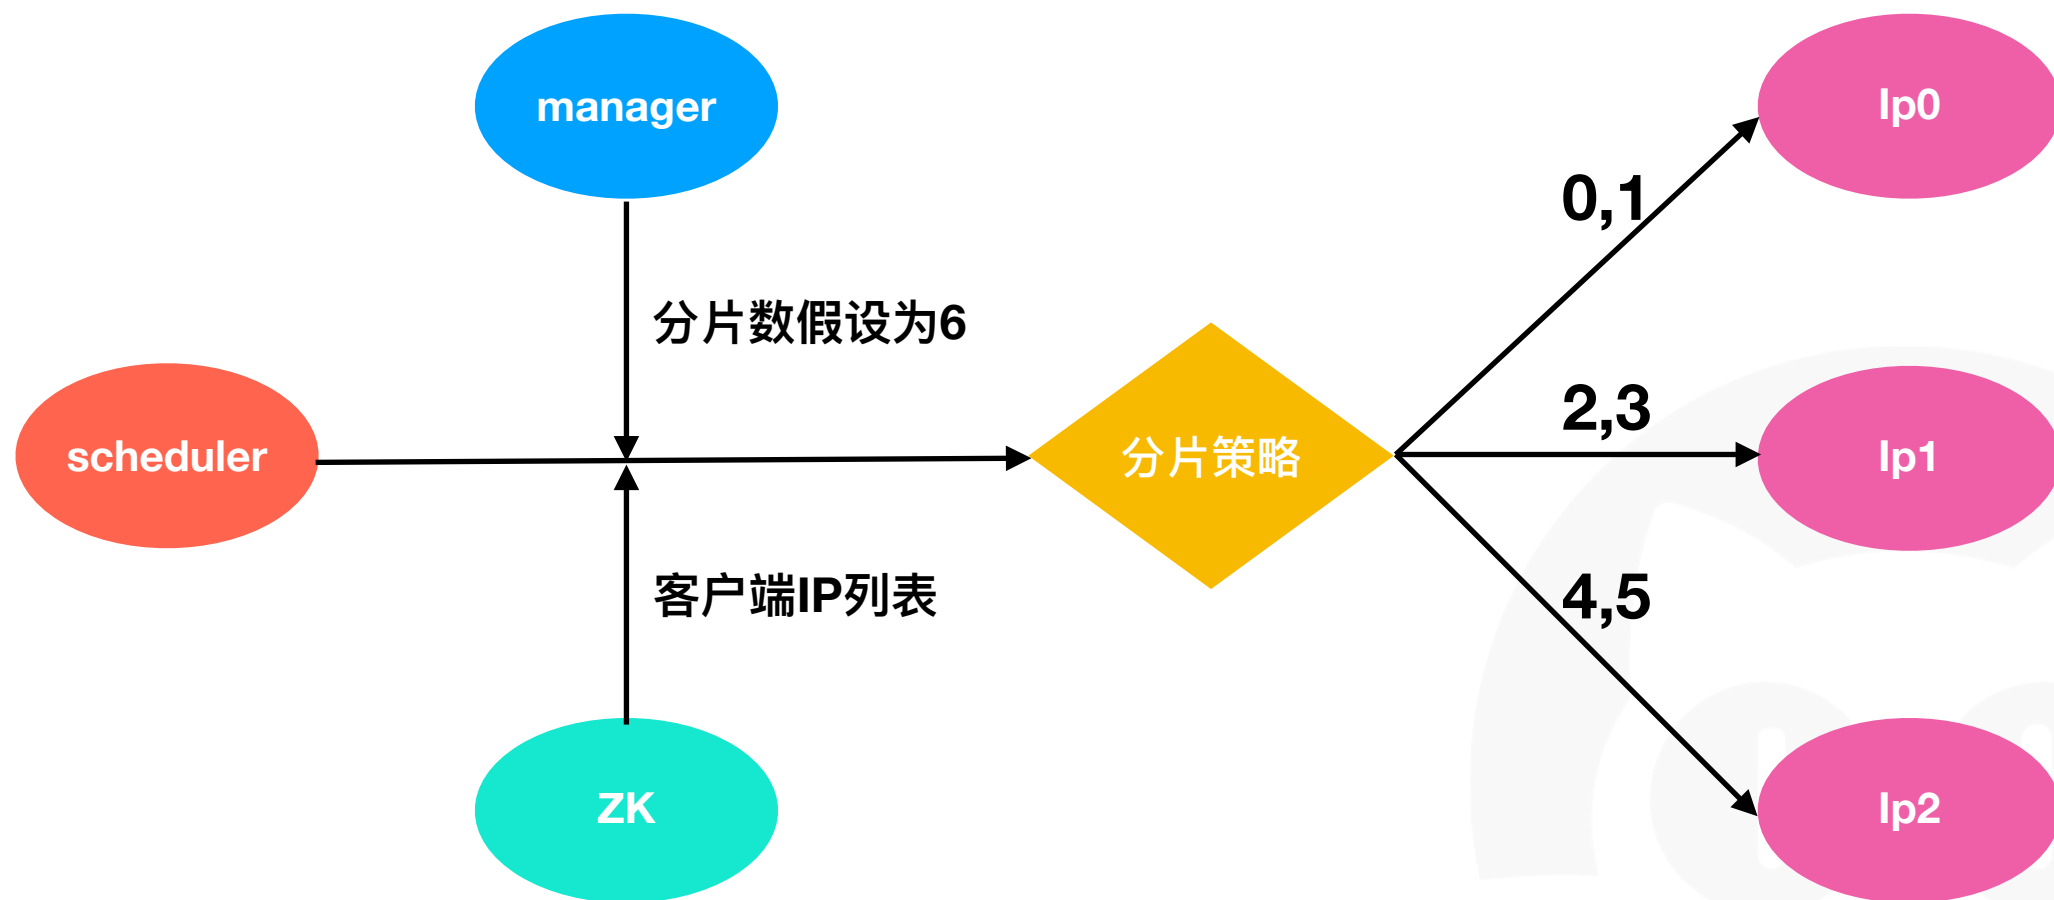 manager
Ip0
0,1
分片数假设为6
scheduler
分片策略
2,3
Ip1
客户端IP列表
4,5
ZK
Ip2